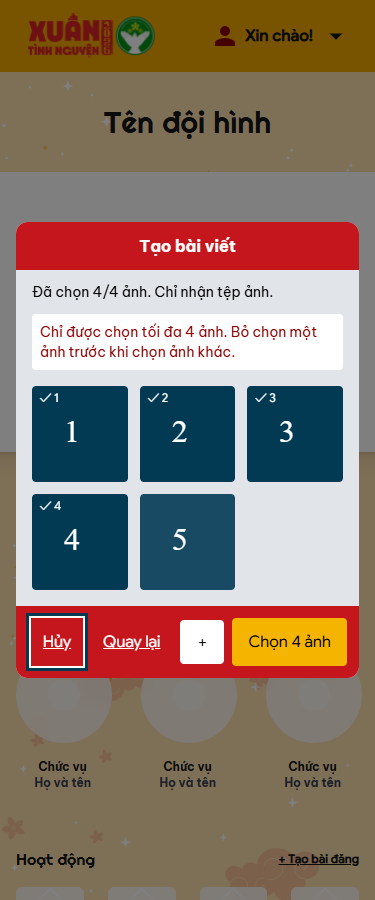 XUÂN
TÌNH NGUYỆN
Xin chào!
Tên đội hình
Tạo bài viết
Đã chọn 4/4 ảnh. Chỉ nhận tệp ảnh.
Chỉ được chọn tối đa 4 ảnh. Bỏ chọn một
ảnh trước khi chọn ảnh khác.
1
1
2
2
3
3
4
4
5
Hủy
Quay lại
+
Chọn 4 ảnh
Chức vụ
Họ và tên
Chức vụ
Họ và tên
Chức vụ
Họ và tên
Hoạt động
+ Tạo bài đăng